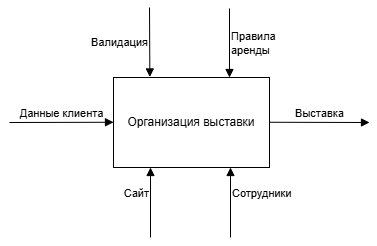 Валидация
Правила
аренды
Данные клиента
Организация выставки
Выставка
Сайт
Сотрудники